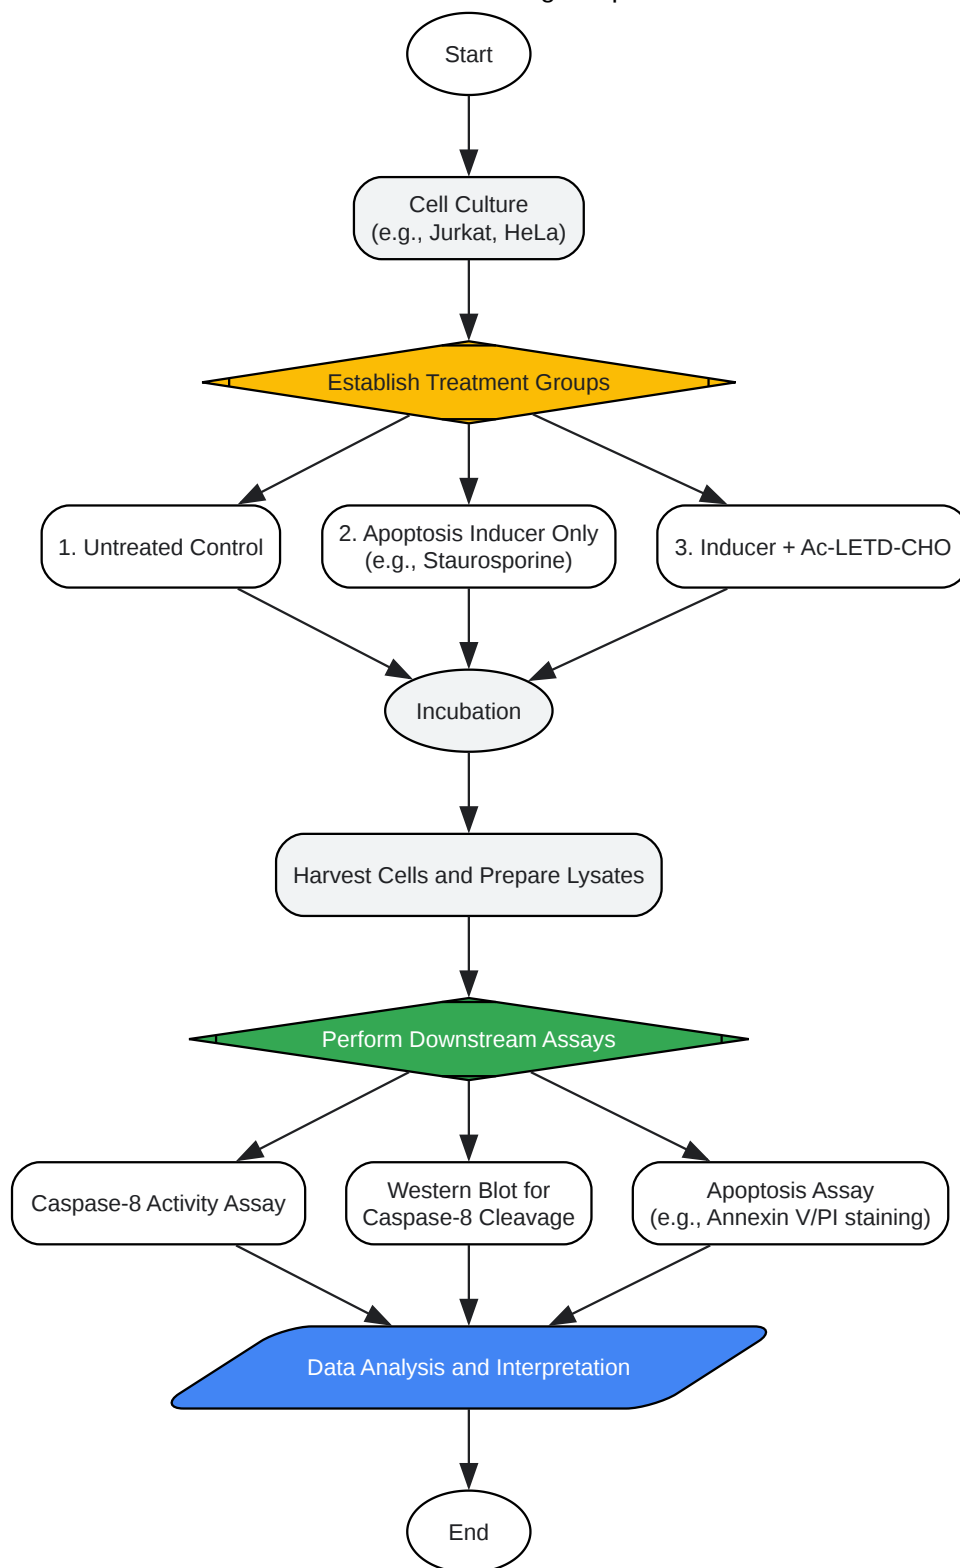 Start
Cell Culture
(e.g., Jurkat, HeLa)
Establish Treatment Groups
1. Untreated Control
2. Apoptosis Inducer Only
(e.g., Staurosporine)
3. Inducer + Ac-LETD-CHO
Incubation
Harvest Cells and Prepare Lysates
Perform Downstream Assays
Caspase-8 Activity Assay
Western Blot for
Caspase-8 Cleavage
Apoptosis Assay
(e.g., Annexin V/PI staining)
Data Analysis and Interpretation
End